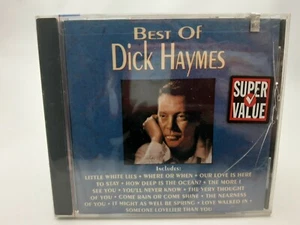 BEST OF
DICK HAYMES
SUPER
VALUE
Includes:
LITTLE WHITE LIES • WHERE OR WHEN • OUR LOVE IS HERE
TO STAY • HOW DEEP IS THE OCEAN? • THE MORE I
SEE YOU • YOU'LL NEVER KNOW • THE VERY THOUGHT
OF YOU • COME RAIN OR COME SHINE • THE NEARNESS
OF YOU • IT MIGHT AS WELL BE SPRING • LOVE WALKED IN •
SOMEONE LOVELIER THAN YOU